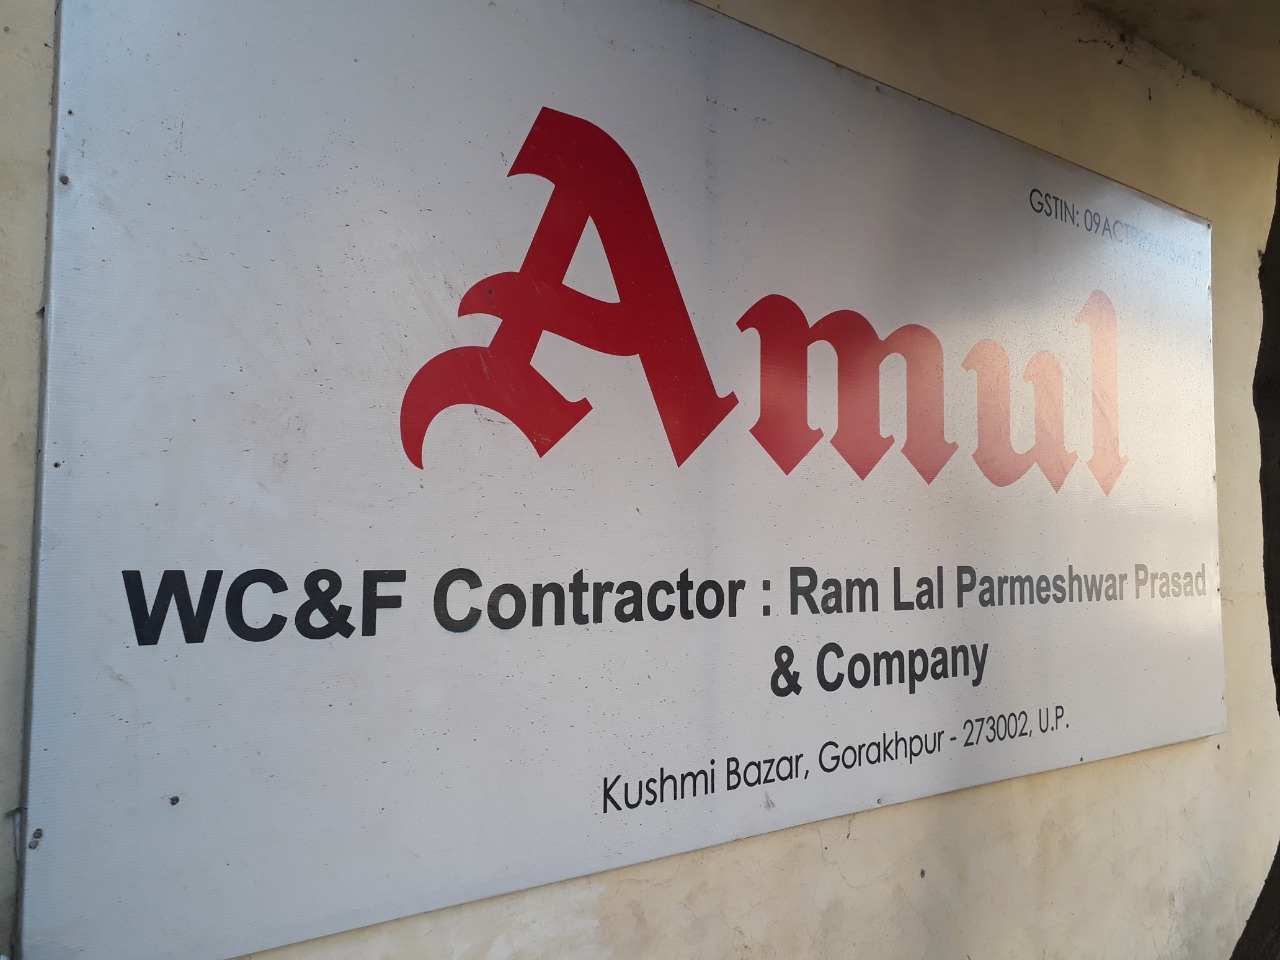 GSTIN:
Amul
WC&F Contractor : Ram Lal Parmeshwar Prasad
& Company
Kushmi Bazar, Gorakhpur - 273002, U.P.